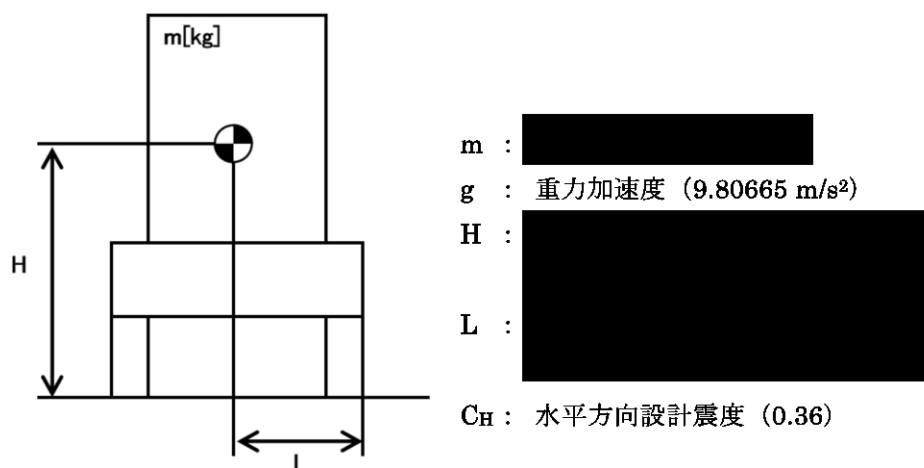 m[kg]
H
L
m :
g : 重力加速度（9.80665 m/s²）
H :
L :
CH : 水平方向設計震度（0.36）